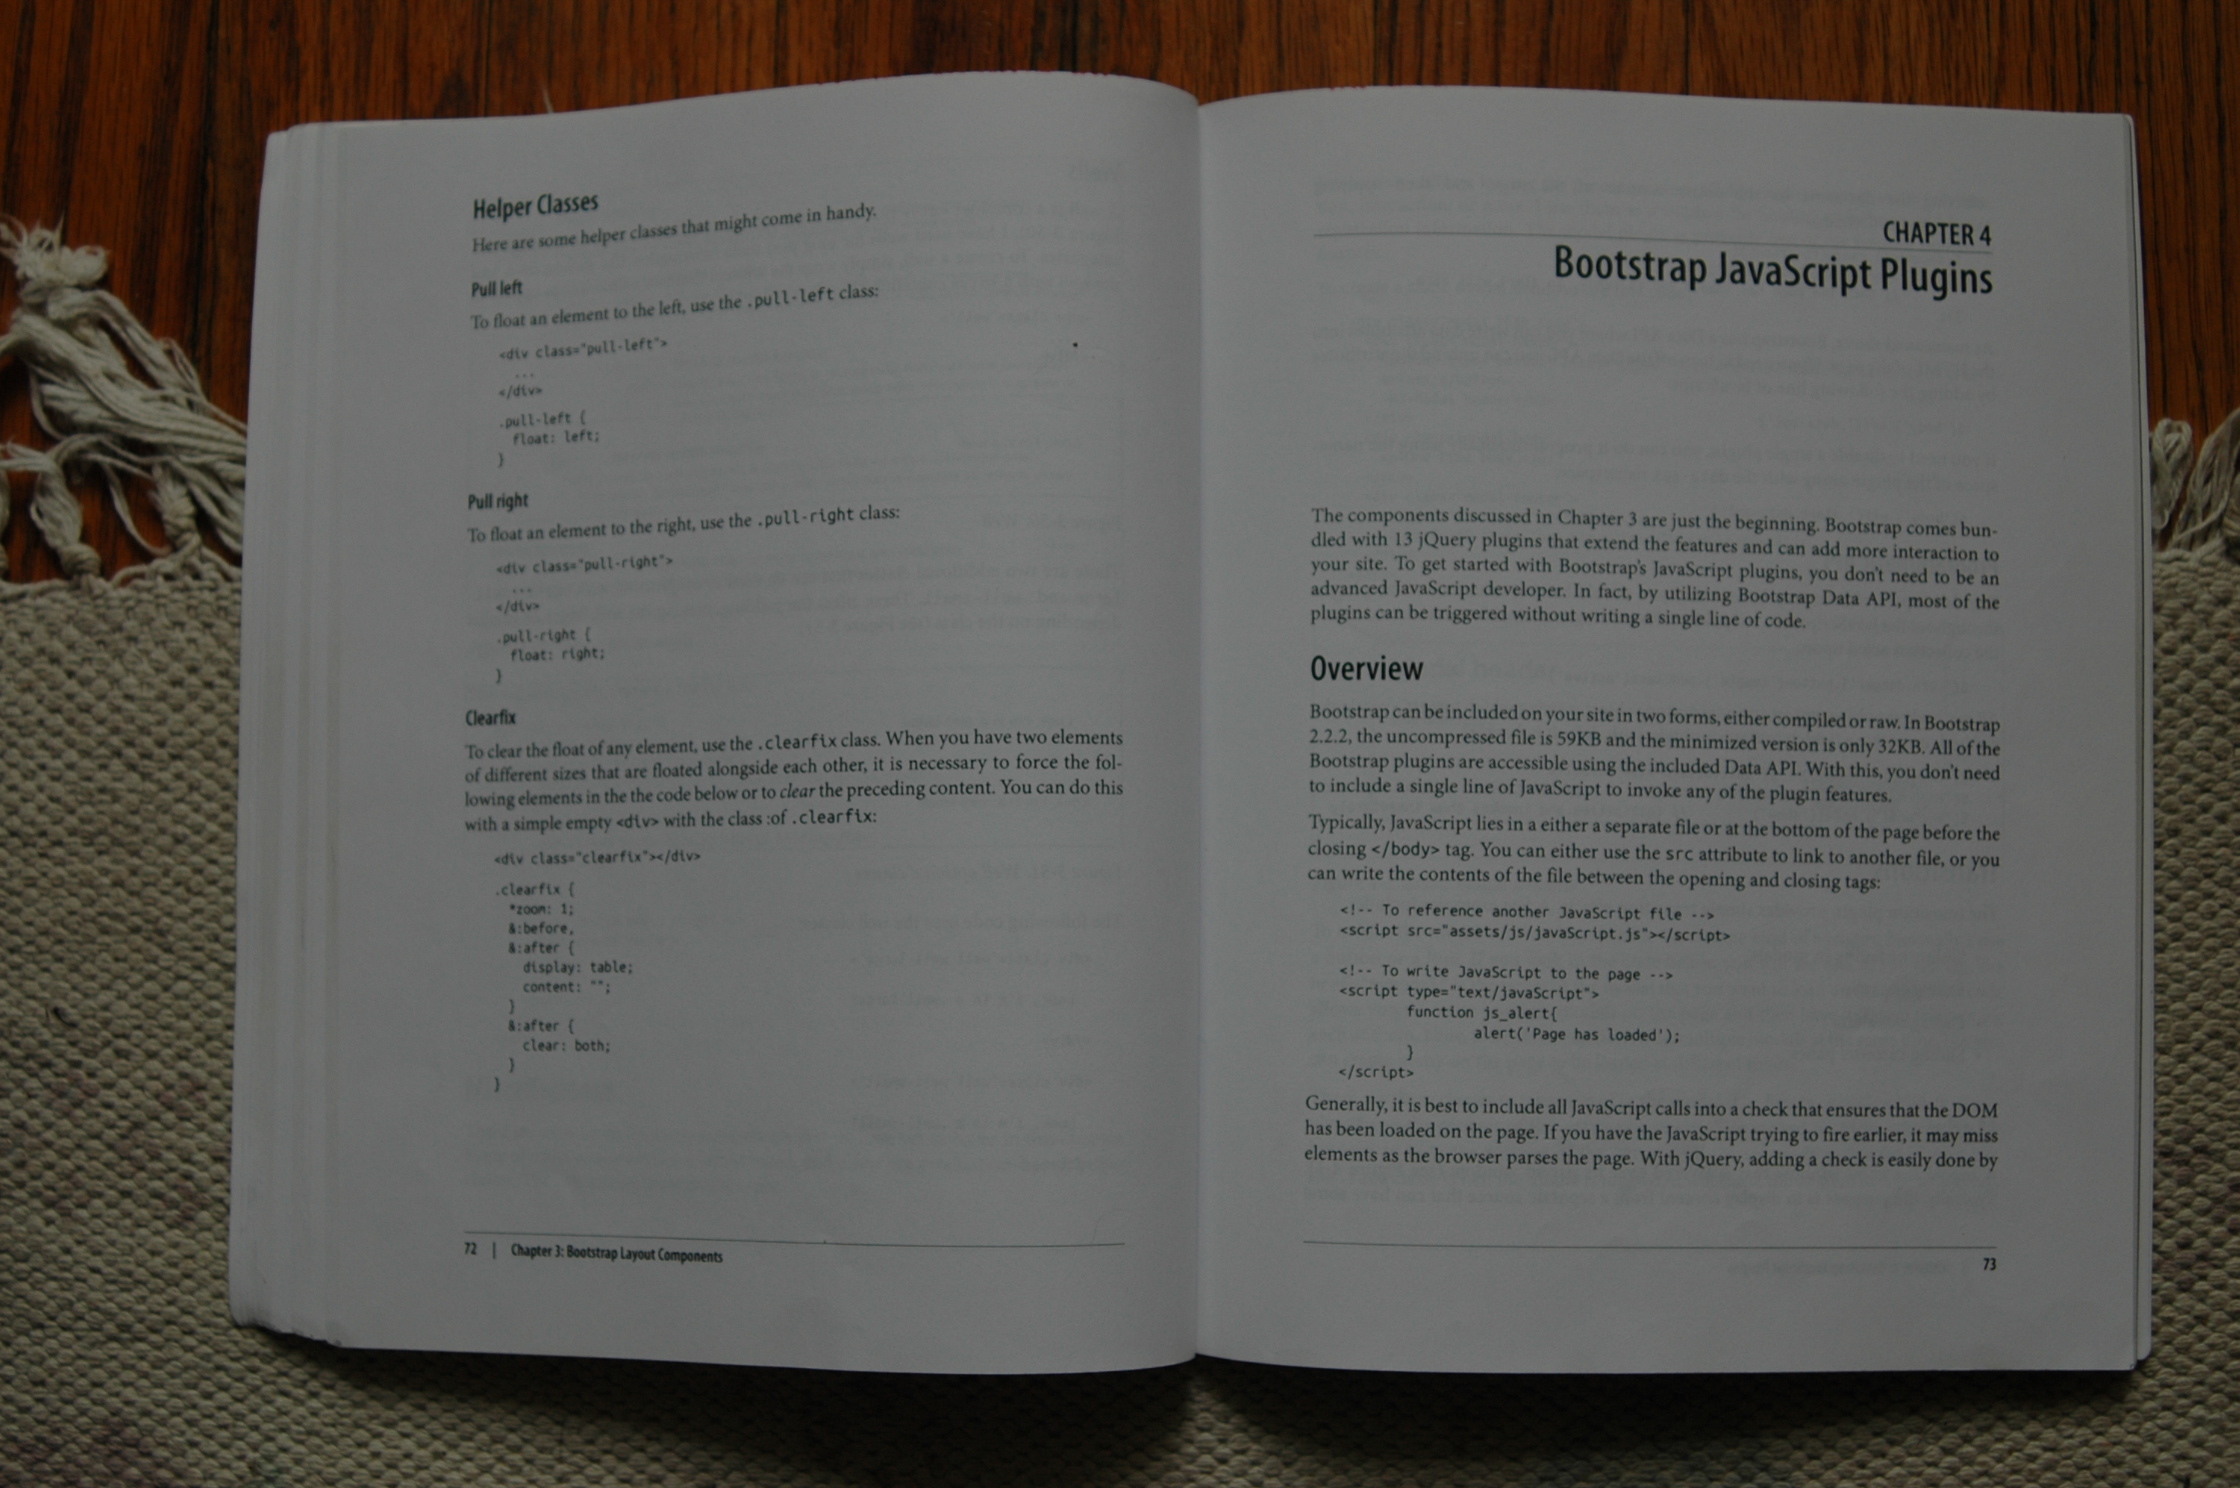 Helper Classes
Here are some helper classes that might come in handy.
Pull left
To float an element to the left, use the .pull-left class:
<div class="pull-left">
...
</div>
.pull-left {
float: left;
}
Pull right
To float an element to the right, use the .pull-right class:
<div class="pull-right">
...
</div>
.pull-right {
float: right;
}
Clearfix
To clear the float of any element, use the .clearfix class. When you have two elements
of different sizes that are floated alongside each other, it is necessary to force the fol-
lowing elements in the the code below or to clear the preceding content. You can do this
with a simple empty <div> with the class :of .clearfix:
<div class="clearfix"></div>
.clearfix {
*zoom: 1;
&:before,
&:after {
display: table;
content: "";
}
&:after {
clear: both;
}
}
72 | Chapter 3: Bootstrap Layout Components
CHAPTER 4
Bootstrap JavaScript Plugins
The components discussed in Chapter 3 are just the beginning. Bootstrap comes bun-
dled with 13 jQuery plugins that extend the features and can add more interaction to
your site. To get started with Bootstrap's JavaScript plugins, you don't need to be an
advanced JavaScript developer. In fact, by utilizing Bootstrap Data API, most of the
plugins can be triggered without writing a single line of code.
Overview
Bootstrap can be included on your site in two forms, either compiled or raw. In Bootstrap
2.2.2, the uncompressed file is 59KB and the minimized version is only 32KB. All of the
Bootstrap plugins are accessible using the included Data API. With this, you don't need
to include a single line of JavaScript to invoke any of the plugin features.
Typically, JavaScript lies in a either a separate file or at the bottom of the page before the
closing </body> tag. You can either use the src attribute to link to another file, or you
can write the contents of the file between the opening and closing tags:
<!-- To reference another JavaScript file -->
<script src="assets/js/javaScript.js"></script>
<!-- To write JavaScript to the page -->
<script type="text/javaScript">
function js_alert{
alert('Page has loaded');
}
</script>
Generally, it is best to include all JavaScript calls into a check that ensures that the DOM
has been loaded on the page. If you have the JavaScript trying to fire earlier, it may miss
elements as the browser parses the page. With jQuery, adding a check is easily done by
73